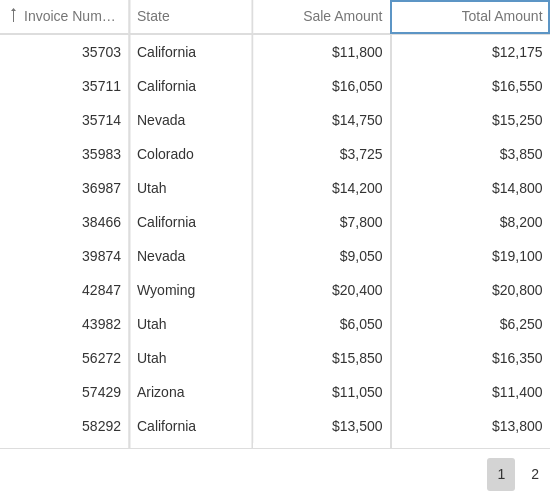 ↑ Invoice Num… State Sale Amount Total Amount
35703 California $11,800 $12,175
35711 California $16,050 $16,550
35714 Nevada $14,750 $15,250
35983 Colorado $3,725 $3,850
36987 Utah $14,200 $14,800
38466 California $7,800 $8,200
39874 Nevada $9,050 $19,100
42847 Wyoming $20,400 $20,800
43982 Utah $6,050 $6,250
56272 Utah $15,850 $16,350
57429 Arizona $11,050 $11,400
58292 California $13,500 $13,800
1 2